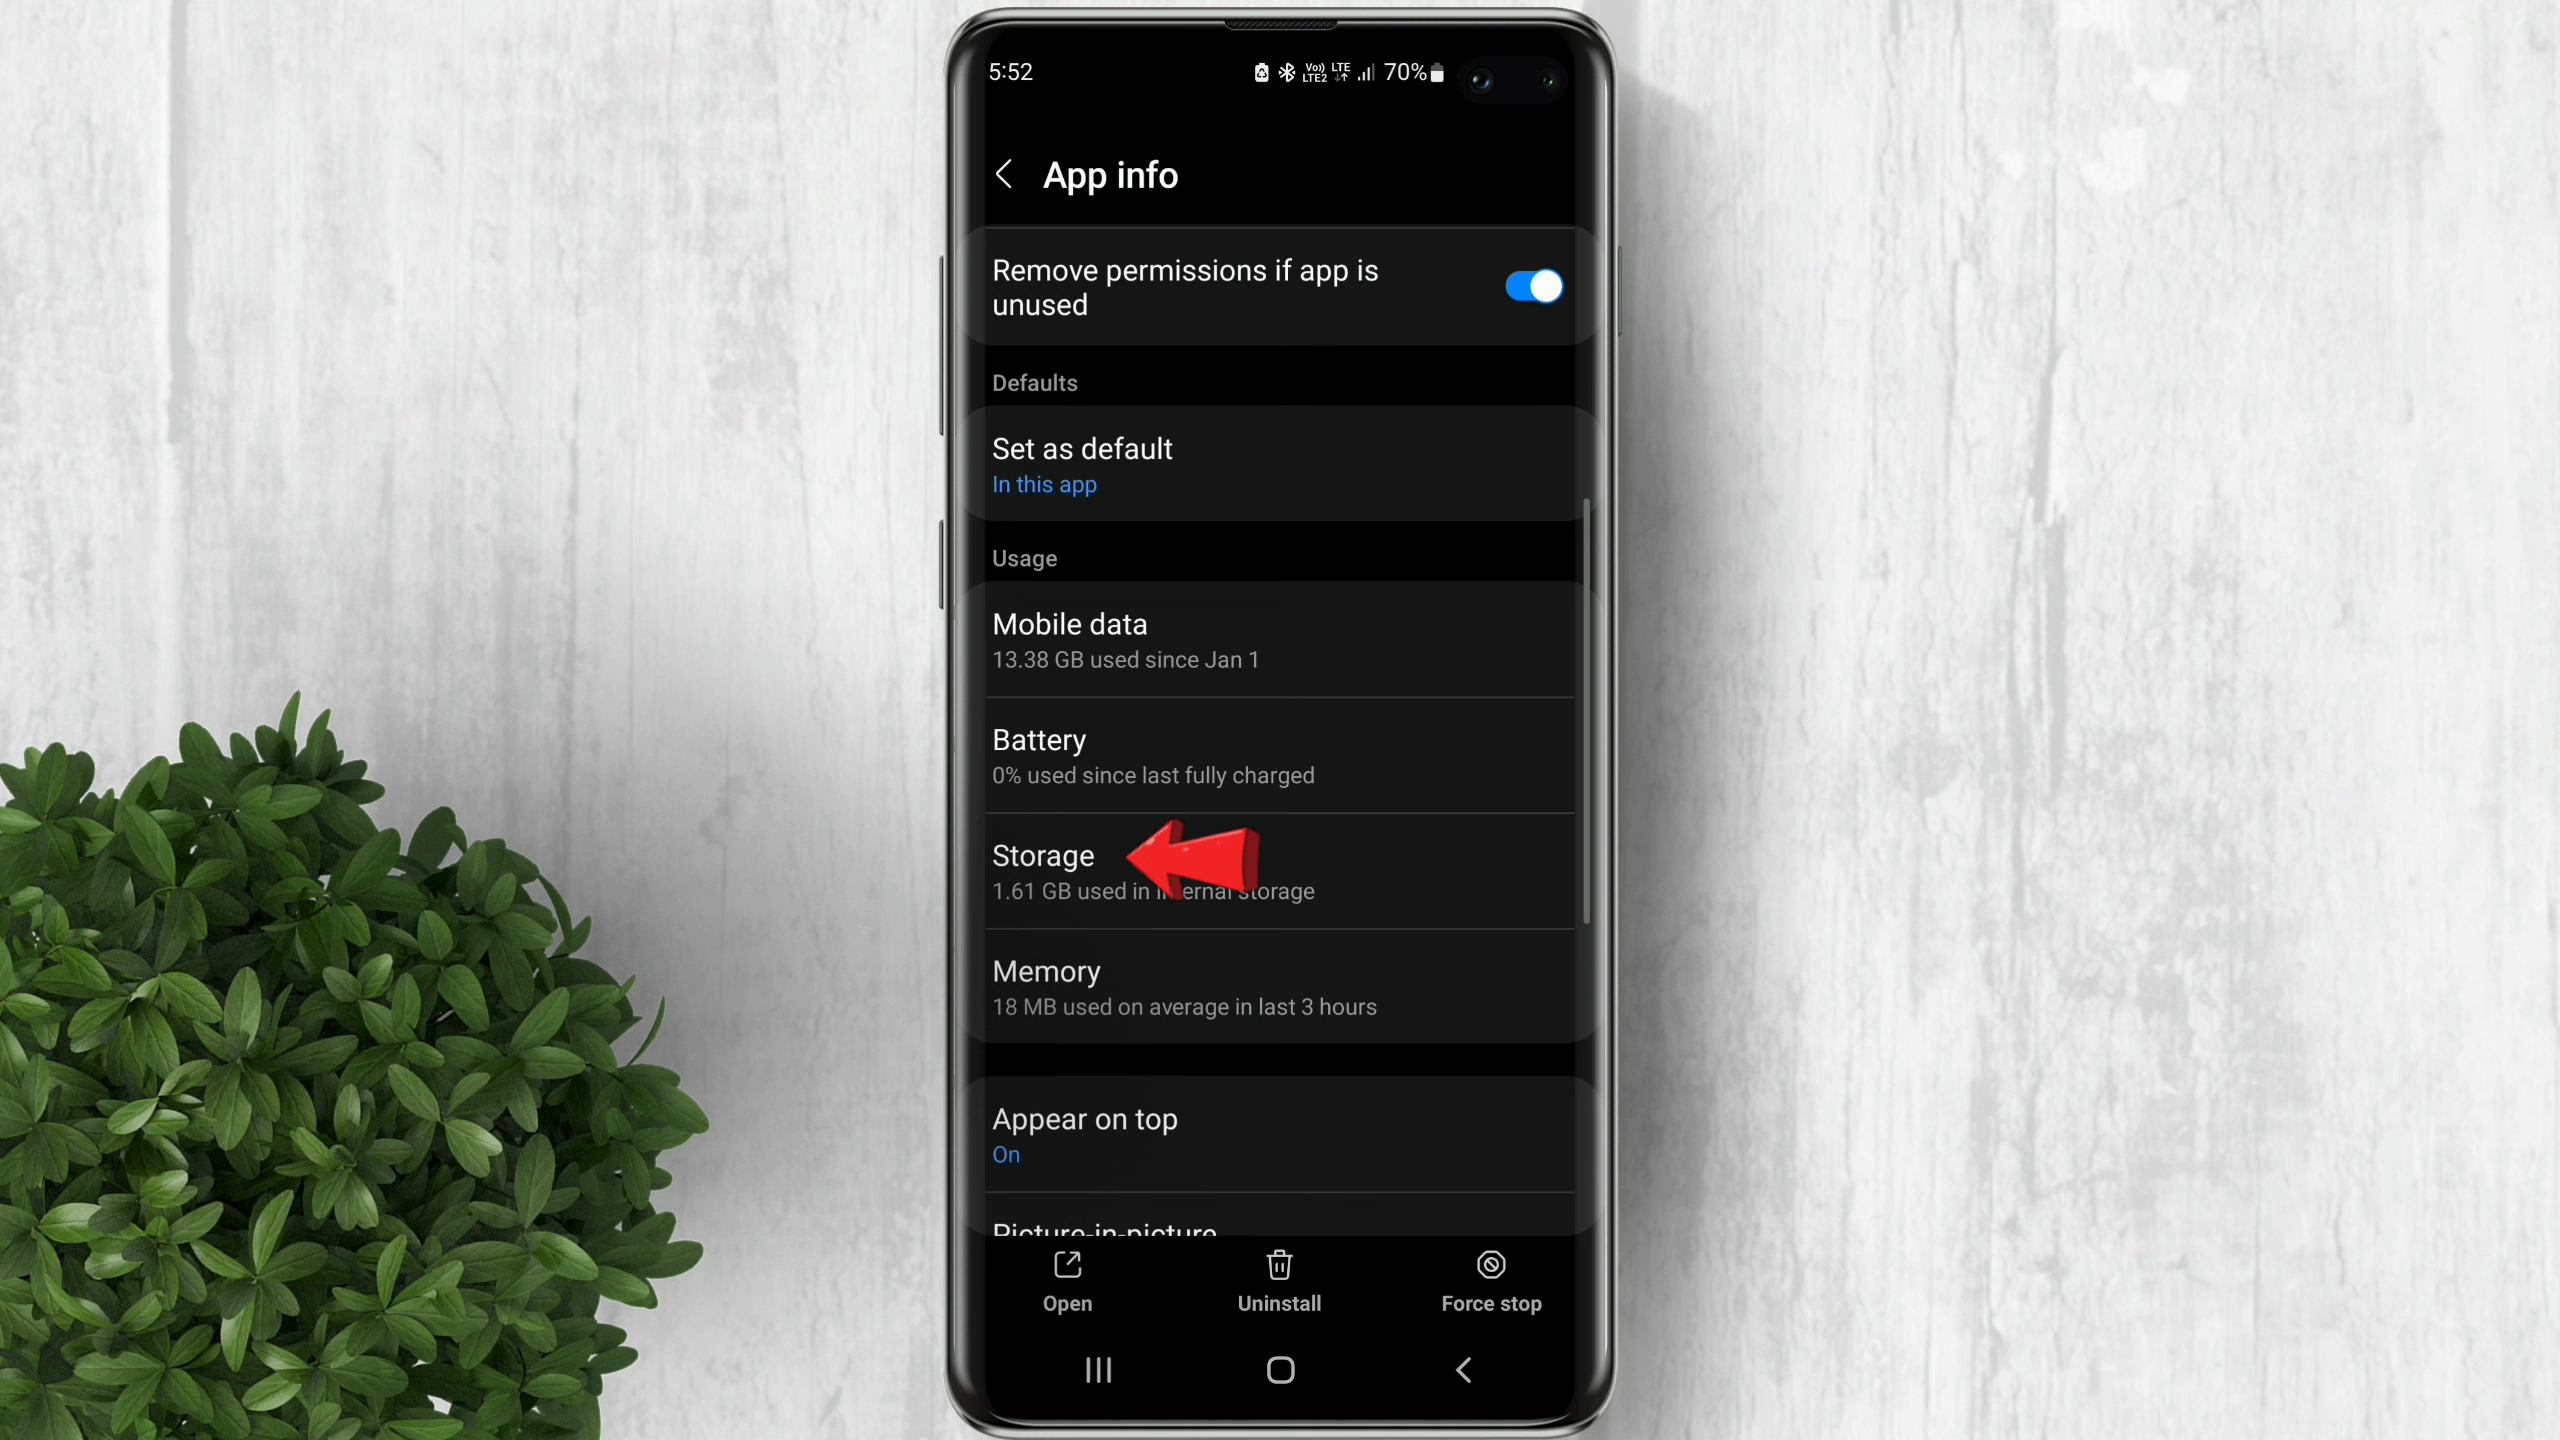 5:52
Vo)) LTE
LTE2
70%
App info
Remove permissions if app is
unused
Defaults
Set as default
In this app
Usage
Mobile data
13.38 GB used since Jan 1
Battery
0% used since last fully charged
Storage
1.61 GB used in internal storage
Memory
18 MB used on average in last 3 hours
Appear on top
On
Picture-in-picture
Open
Uninstall
Force stop